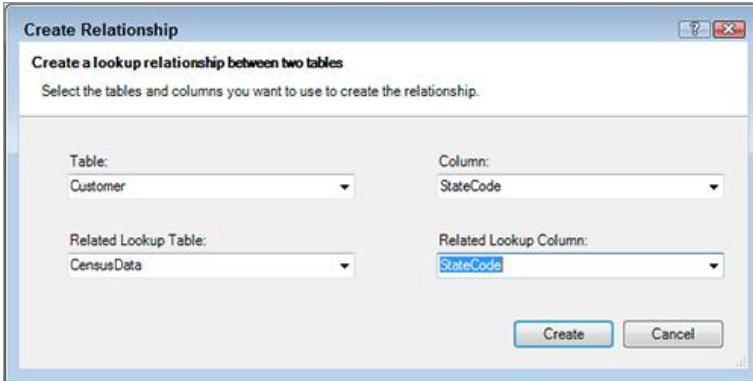 Create Relationship
Create a lookup relationship between two tables
Select the tables and columns you want to use to create the relationship.
Table:
Customer
Column:
StateCode
Related Lookup Table:
CensusData
Related Lookup Column:
StateCode
Create
Cancel